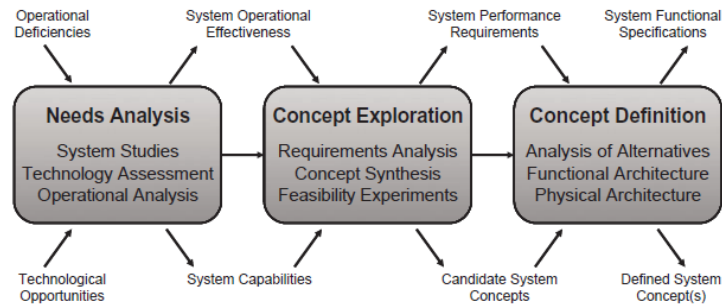 Operational
Deficiencies
System Operational
Effectiveness
System Performance
Requirements
System Functional
Specifications
Needs Analysis
System Studies
Technology Assessment
Operational Analysis
Concept Exploration
Requirements Analysis
Concept Synthesis
Feasibility Experiments
Concept Definition
Analysis of Alternatives
Functional Architecture
Physical Architecture
Technological
Opportunities
System Capabilities
Candidate System
Concepts
Defined System
Concept(s)